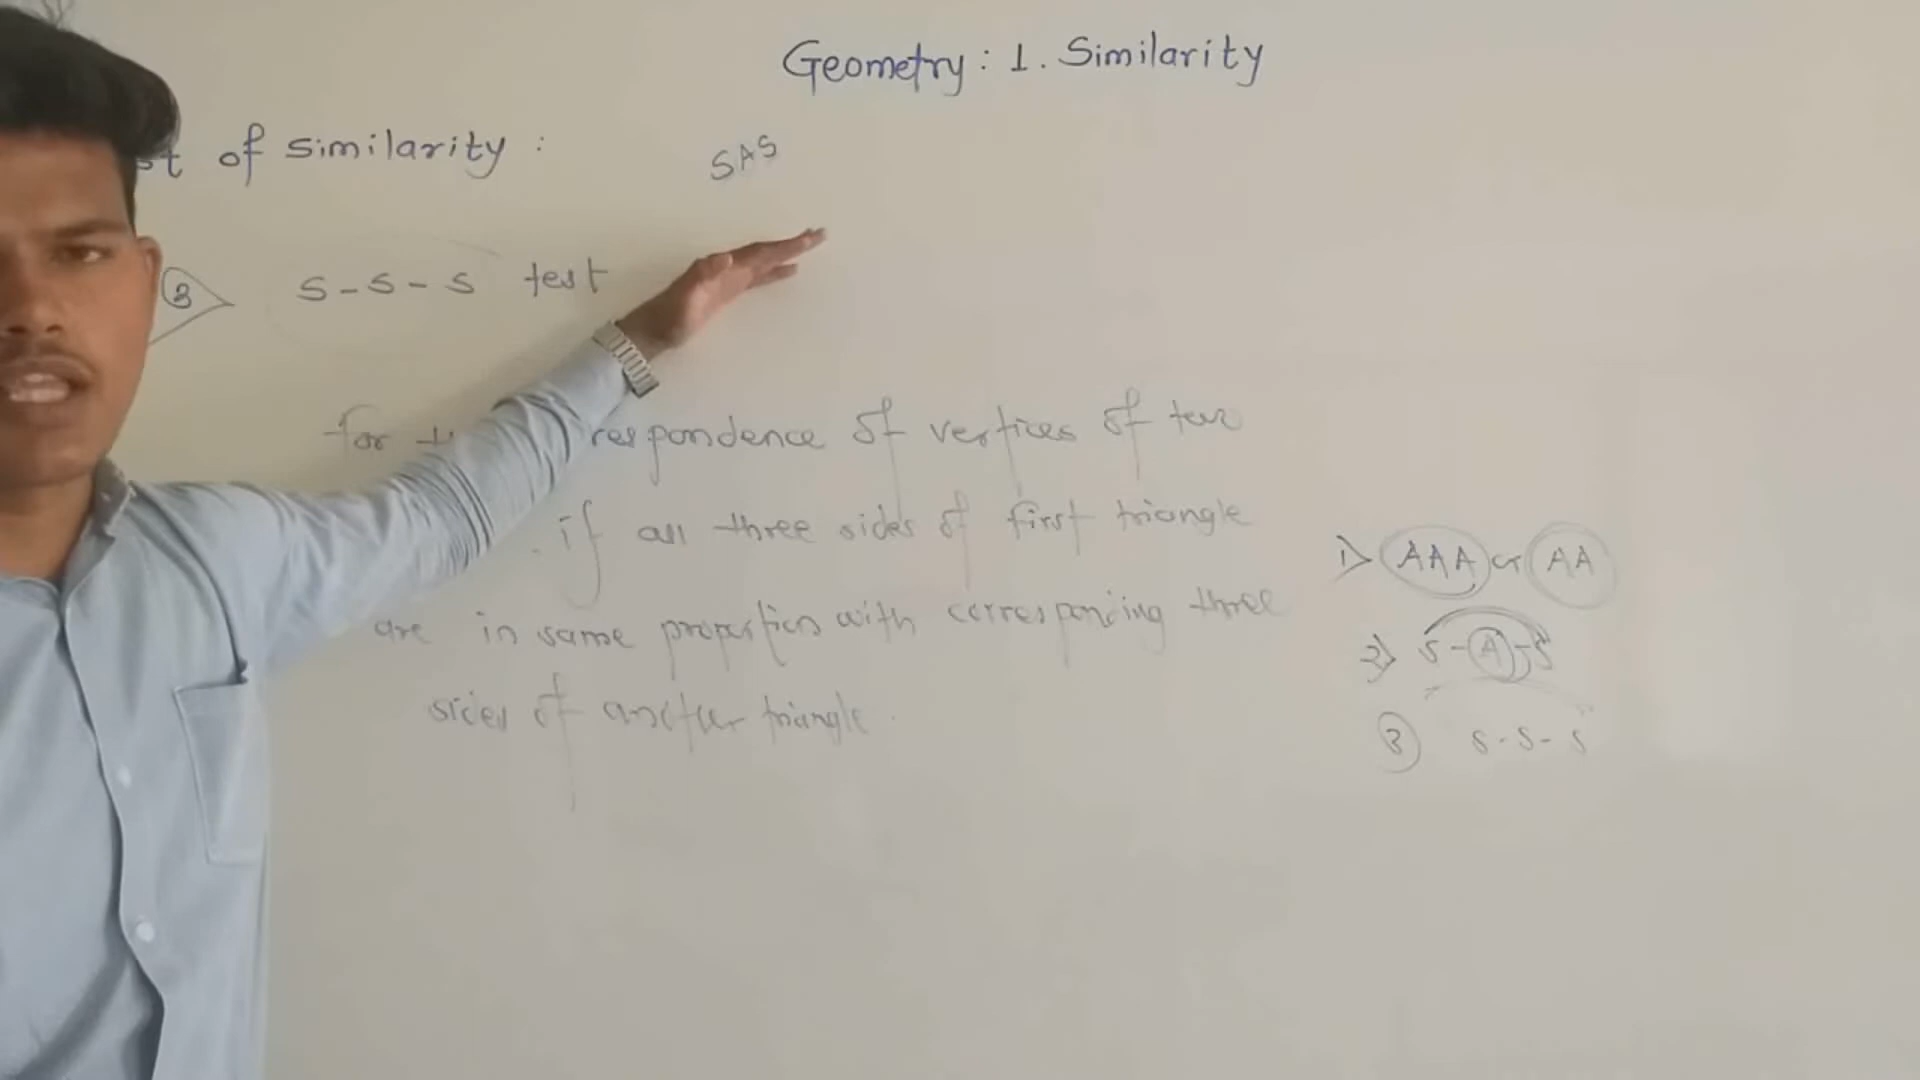 Geometry : 1. Similarity
of similarity :
SAS
3 S-S-S test
for respondence of vertices of two
. if all three sides of first triangle
are in same proportion with corresponding three
sides of another triangle.
1) AAA or AA
2) S-A-S
3 S-S-S